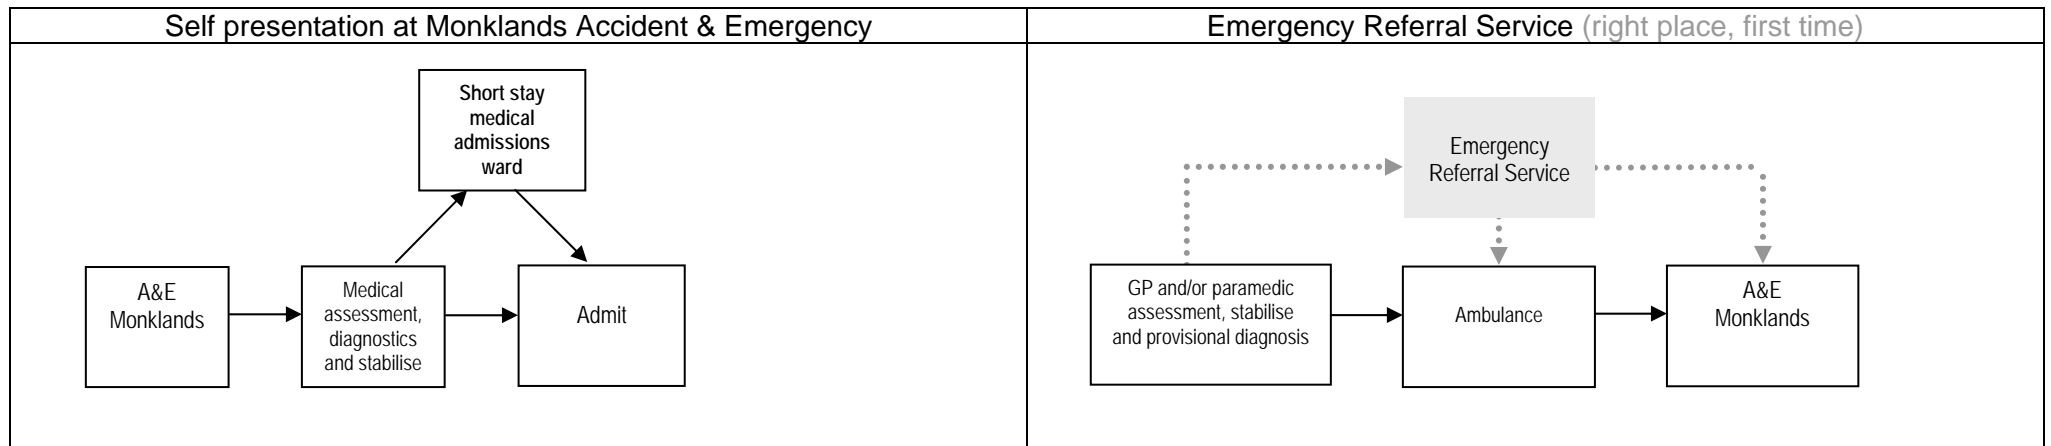 Self presentation at Monklands Accident & Emergency
Short stay
medical
admissions
ward
A&E
Monklands
Medical
assessment,
diagnostics
and stabilise
Admit
Emergency Referral Service (right place, first time)
Emergency
Referral Service
GP and/or paramedic
assessment, stabilise
and provisional diagnosis
Ambulance
A&E
Monklands